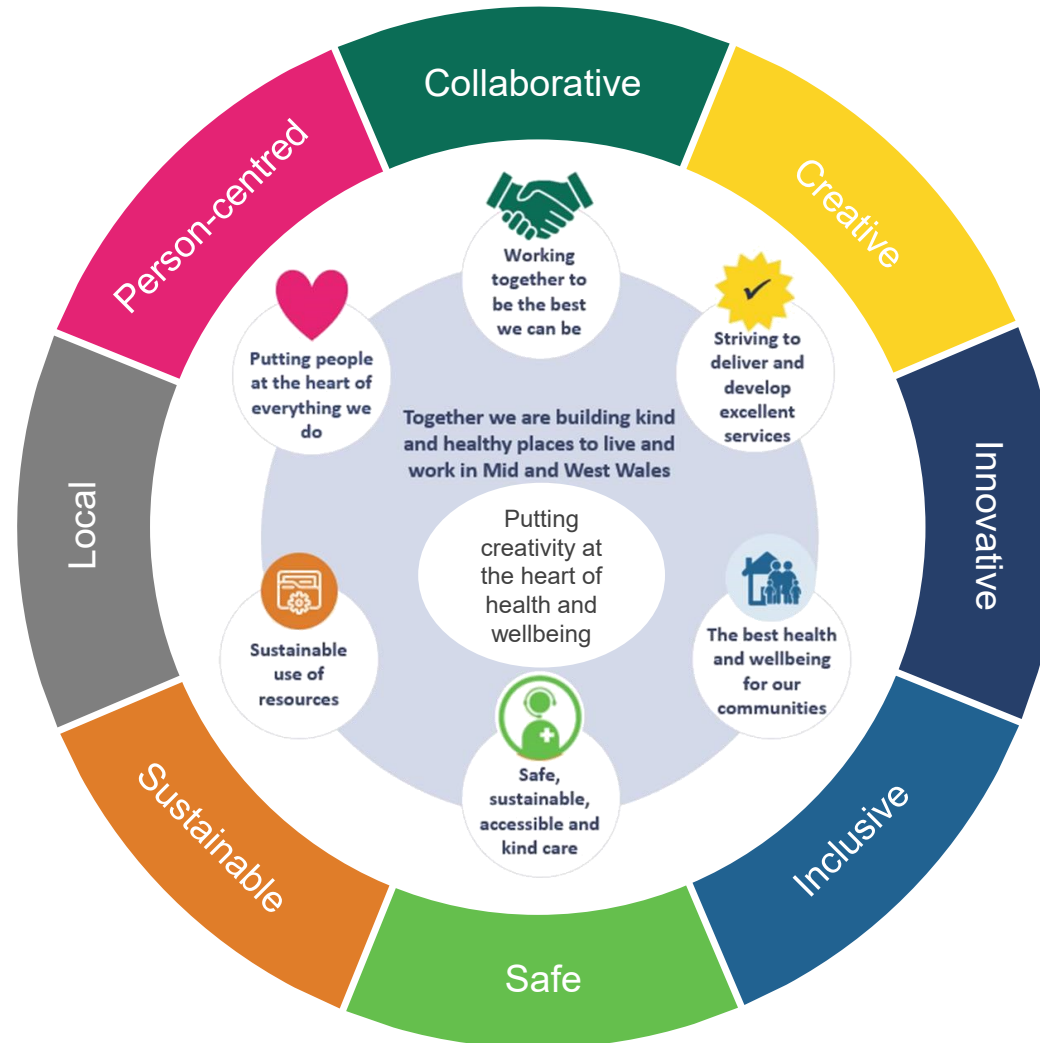 Collaborative
Creative
Innovative
Inclusive
Safe
Sustainable
Local
Person-centred
Working
together to
be the best
we can be
Striving to
deliver and
develop
excellent
services
The best health
and wellbeing
for our
communities
Safe,
sustainable,
accessible and
kind care
Sustainable
use of
resources
Putting people
at the heart of
everything we
do
Together we are building kind
and healthy places to live and
work in Mid and West Wales
Putting
creativity at
the heart of
health and
wellbeing